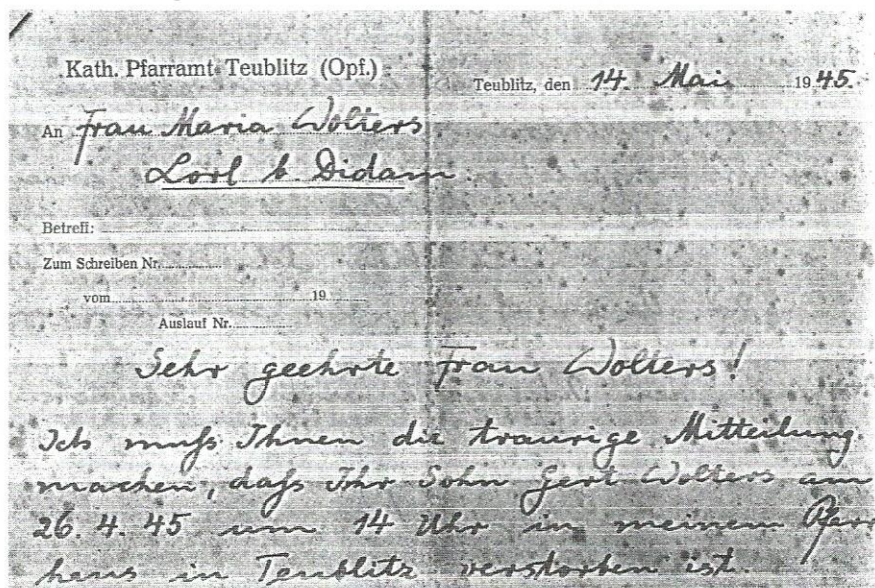 Kath. Pfarramt Teublitz (Opf.)
Teublitz, den 14. Mai 1945.
An Frau Maria Wolters
Loil b. Didam
Betreff:
Zum Schreiben Nr.
vom 19
Auslauf Nr.
Sehr geehrte Frau Wolters!
Ich muß Ihnen die traurige Mitteilung
machen, daß Ihr Sohn Gert Wolters am
26. 4. 45 um 14 Uhr in meinem Pfarr
haus in Teublitz verstorben ist.